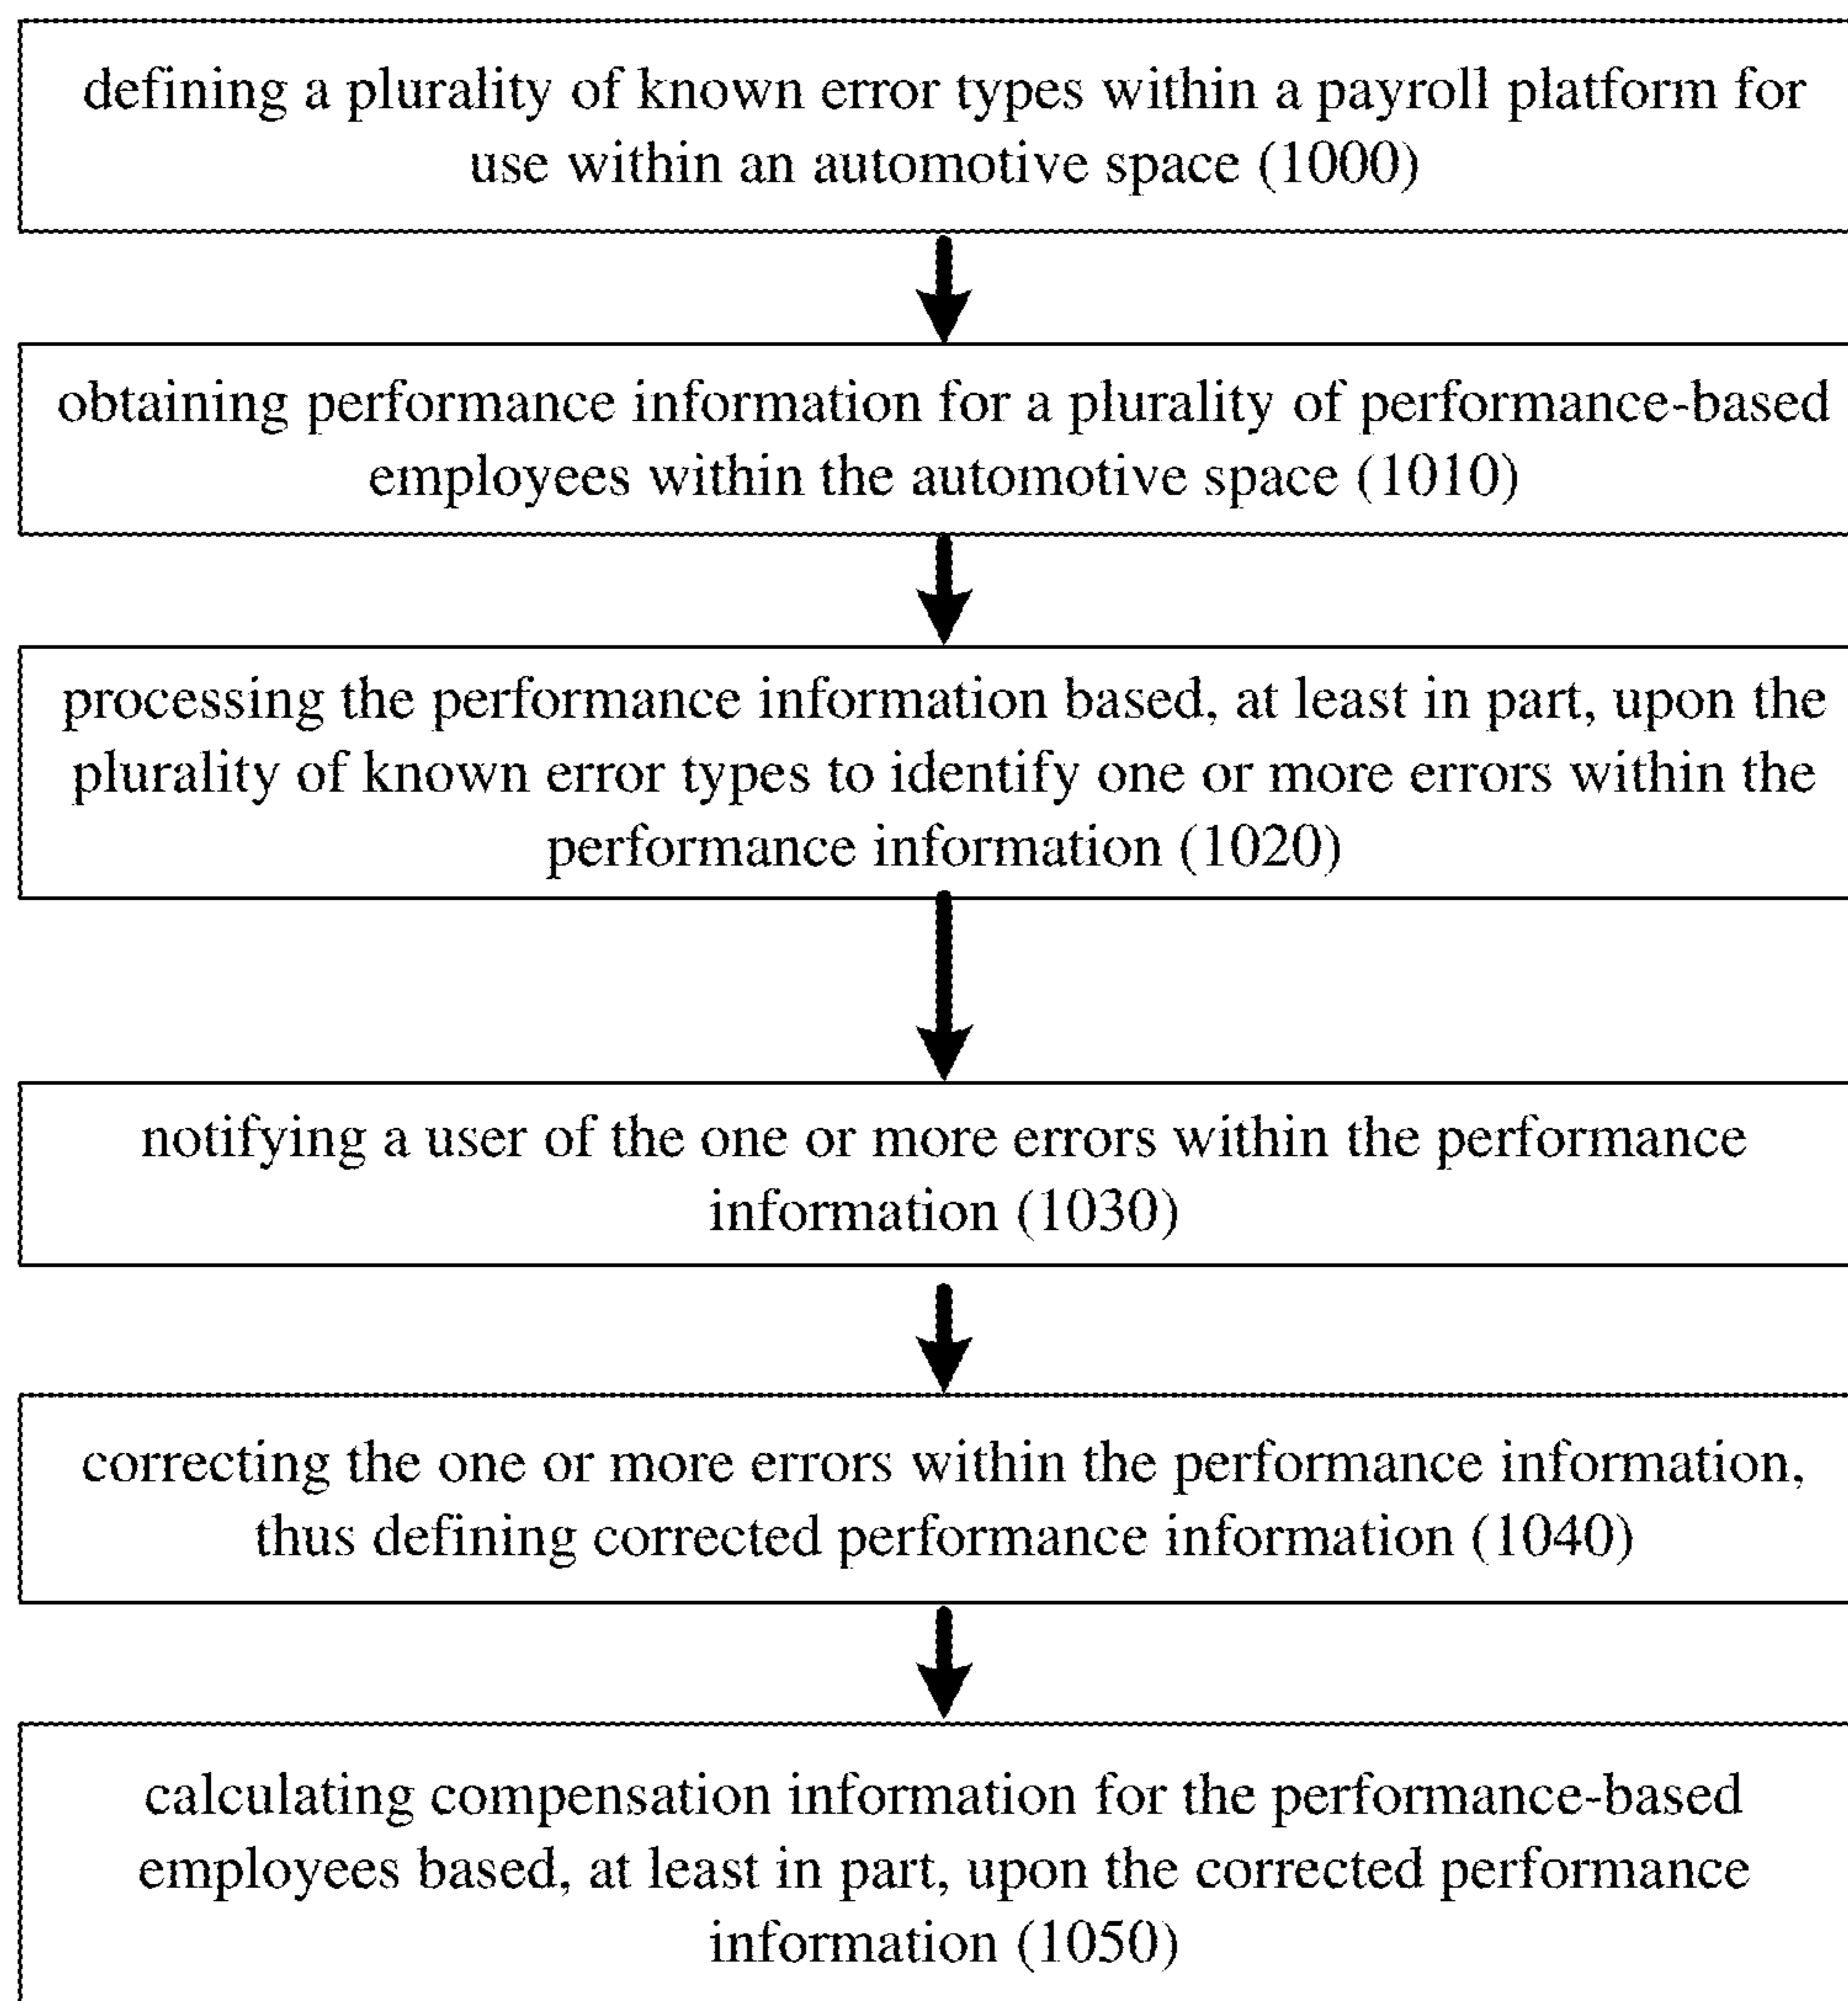 defining a plurality of known error types within a payroll platform for
use within an automotive space (1000)
obtaining performance information for a plurality of performance-based
employees within the automotive space (1010)
processing the performance information based, at least in part, upon the
plurality of known error types to identify one or more errors within the
performance information (1020)
notifying a user of the one or more errors within the performance
information (1030)
correcting the one or more errors within the performance information,
thus defining corrected performance information (1040)
calculating compensation information for the performance-based
employees based, at least in part, upon the corrected performance
information (1050)